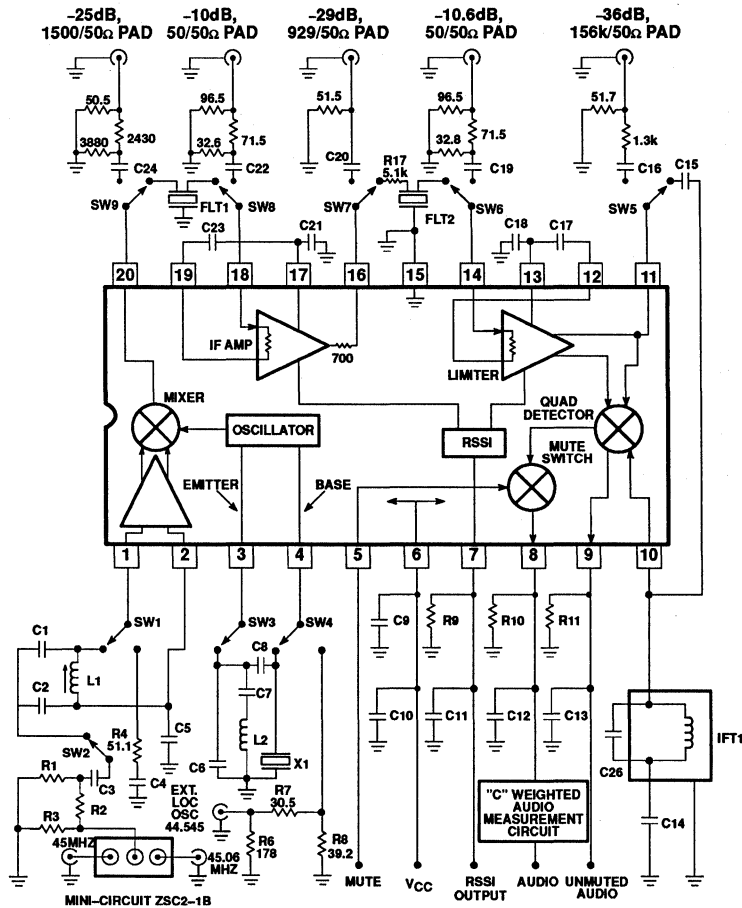 –25dB,
1500/50Ω PAD
–10dB,
50/50Ω PAD
–29dB,
929/50Ω PAD
–10.6dB,
50/50Ω PAD
–36dB,
156k/50Ω PAD
50.5
3880
2430
C24
96.5
32.6
71.5
C22
51.5
C20
R17
5.1k
96.5
32.8
71.5
C19
51.7
1.3k
C16
C15
SW9
FLT1
SW8
SW7
FLT2
SW6
SW5
C23
C21
C18
C17
20
19
18
17
16
15
14
13
12
11
IF AMP
700
LIMITER
MIXER
OSCILLATOR
RSSI
QUAD
DETECTOR
MUTE
SWITCH
EMITTER
BASE
1
2
3
4
5
6
7
8
9
10
SW1
SW3
SW4
C1
L1
C2
R4
51.1
C5
SW2
C3
C4
R1
R2
R3
C8
C7
L2
C6
X1
EXT.
LOC
OSC
44.545
R7
30.5
R6
178
R8
39.2
C9
R9
R10
R11
C10
C11
C12
C13
"C" WEIGHTED
AUDIO
MEASUREMENT
CIRCUIT
C26
IFT1
C14
45MHZ
45.06
MHZ
MINI–CIRCUIT ZSC2–1B
MUTE
VCC
RSSI
OUTPUT
AUDIO
UNMUTED
AUDIO